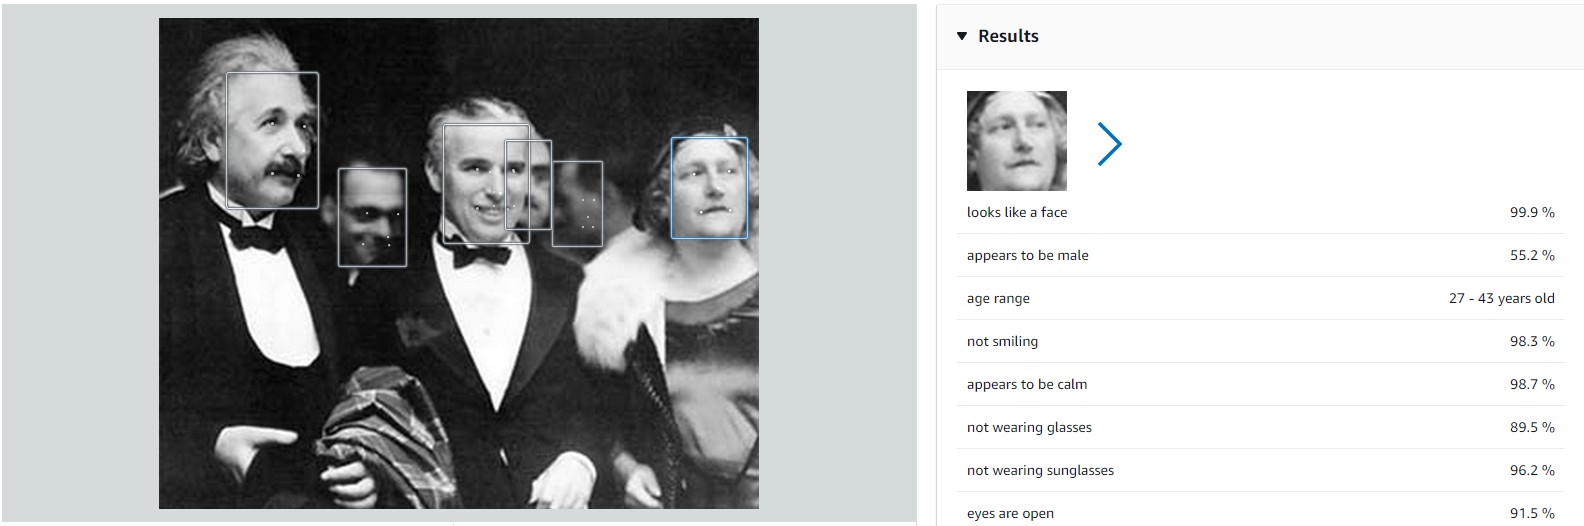 Results
looks like a face 99.9 %
appears to be male 55.2 %
age range 27 - 43 years old
not smiling 98.3 %
appears to be calm 98.7 %
not wearing glasses 89.5 %
not wearing sunglasses 96.2 %
eyes are open 91.5 %